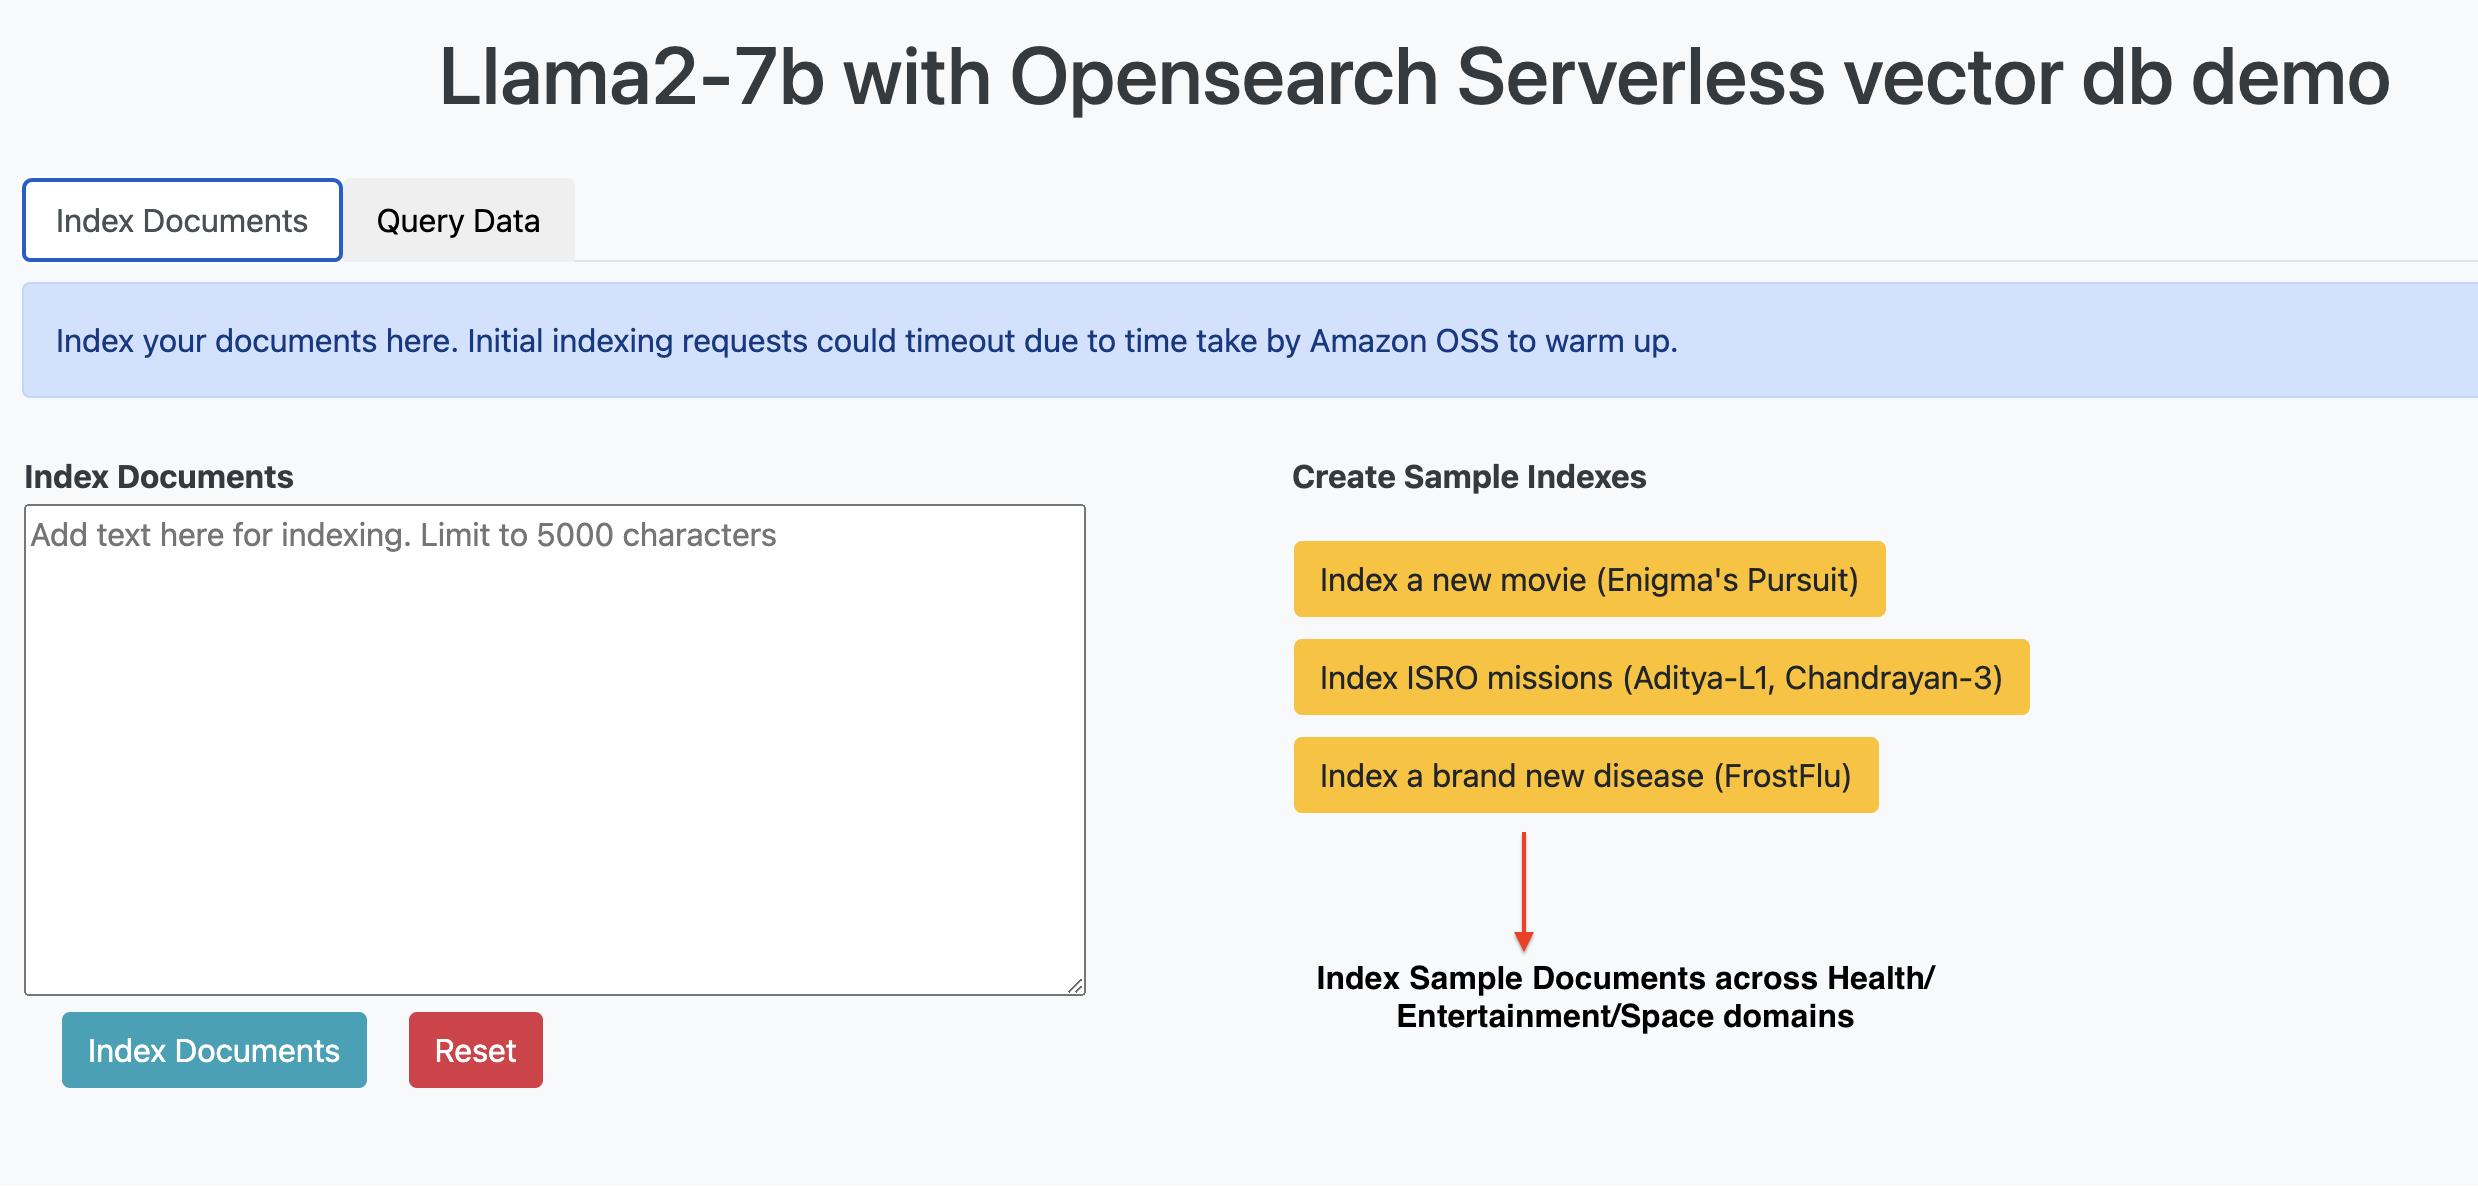 Llama2-7b with Opensearch Serverless vector db demo
Index Documents
Query Data
Index your documents here. Initial indexing requests could timeout due to time take by Amazon OSS to warm up.
Index Documents
Add text here for indexing. Limit to 5000 characters
Index Documents
Reset
Create Sample Indexes
Index a new movie (Enigma's Pursuit)
Index ISRO missions (Aditya-L1, Chandrayan-3)
Index a brand new disease (FrostFlu)
Index Sample Documents across Health/
Entertainment/Space domains